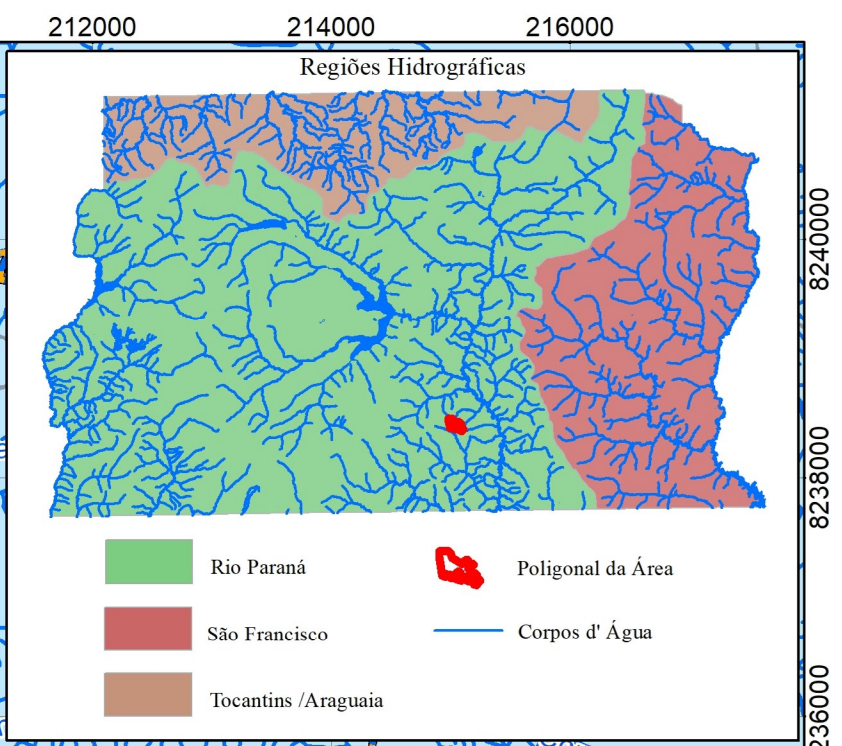 212000 214000 216000
Regiões Hidrográficas
8240000
8238000
8236000
Rio Paraná
Poligonal da Área
São Francisco
Corpos d' Água
Tocantins /Araguaia